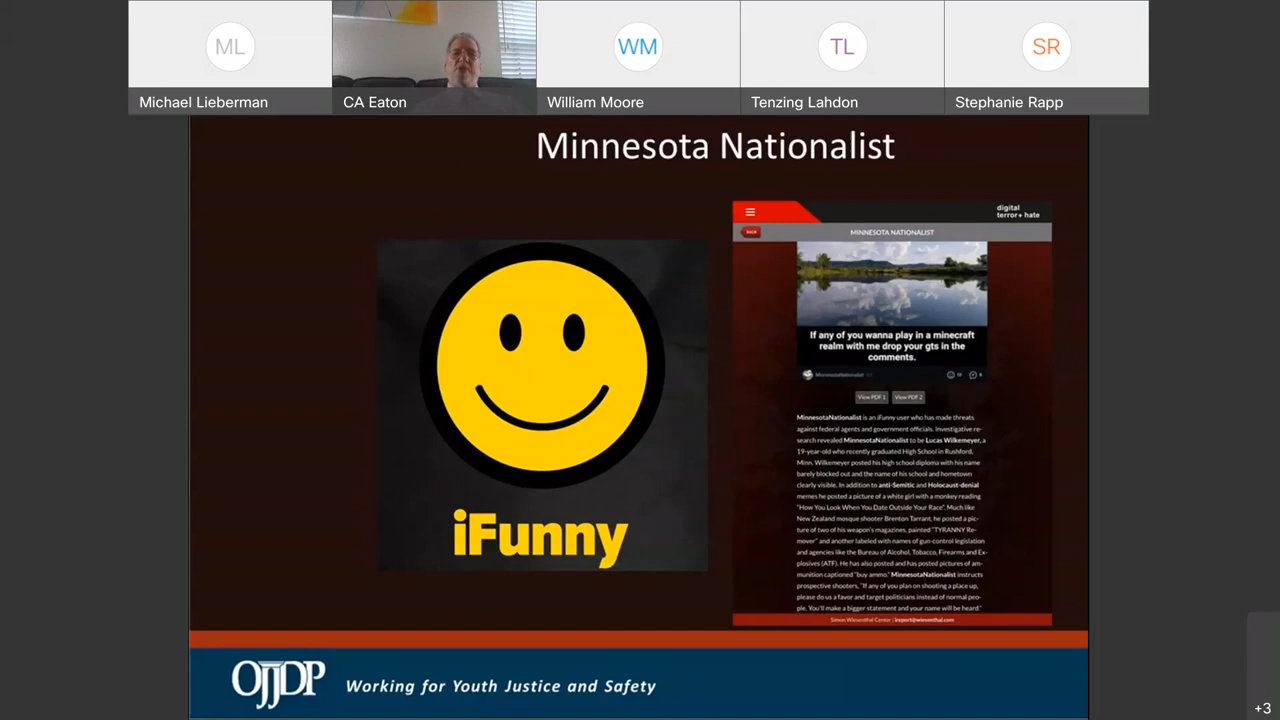 ML
WM
TL
SR
Michael Lieberman
CA Eaton
William Moore
Tenzing Lahdon
Stephanie Rapp
Minnesota Nationalist
iFunny
digital
terror+ hate
BACK
MINNESOTA NATIONALIST
If any of you wanna play in a minecraft
realm with me drop your gts in the
comments.
MinnesotaNationalist
View PDF 1
View PDF 2
MinnesotaNationalist is an iFunny user who has made threats
against federal agents and government officials. Investigative re-
search revealed MinnesotaNationalist to be Lucas Wilkemeyer, a
19-year-old who recently graduated High School in Rushford,
Minn. Wilkemeyer posted his high school diploma with his name
barely blocked out and the name of his school and hometown
clearly visible. In addition to anti-Semitic and Holocaust-denial
memes he posted a picture of a white girl with a monkey reading
"How You Look When You Date Outside Your Race". Much like
New Zealand mosque shooter Brenton Tarrant, he posted a pic-
ture of two of his weapon's magazines, painted "TYRANNY Re-
mover" and another labeled with names of gun-control legislation
and agencies like the Bureau of Alcohol, Tobacco, Firearms and Ex-
plosives (ATF). He has also posted and has posted pictures of am-
munition captioned "buy ammo." MinnesotaNationalist instructs
prospective shooters, "If any of you plan on shooting a place up,
please do us a favor and target politicians instead of normal peo-
ple. You'll make a bigger statement and your name will be heard."
Simon Wiesenthal Center | ireport@wiesenthal.com
OJJDP
Working for Youth Justice and Safety
+3